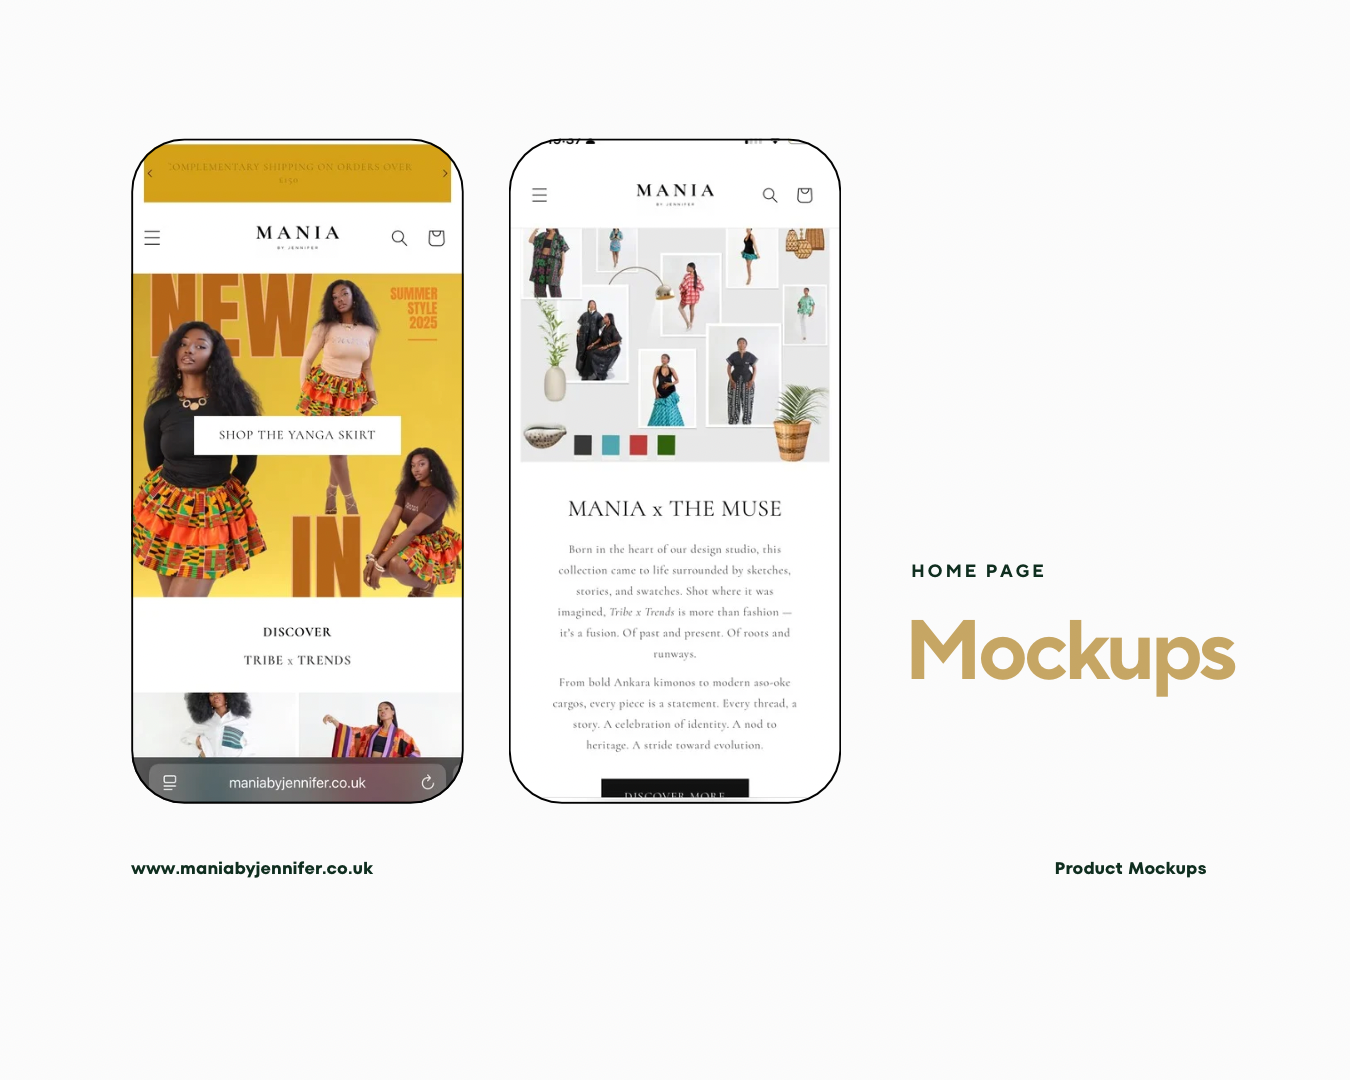 COMPLEMENTARY SHIPPING ON ORDERS OVER
£150
MANIA
BY JENNIFER
NEW
SUMMER
STYLE
2025
SHOP THE YANGA SKIRT
IN
DISCOVER
TRIBE x TRENDS
maniabyjennifer.co.uk
MANIA
BY JENNIFER
MANIA x THE MUSE
Born in the heart of our design studio, this
collection came to life surrounded by sketches,
stories, and swatches. Shot where it was
imagined, Tribe x Trends is more than fashion —
it's a fusion. Of past and present. Of roots and
runways.
From bold Ankara kimonos to modern aso-oke
cargos, every piece is a statement. Every thread, a
story. A celebration of identity. A nod to
heritage. A stride toward evolution.
DISCOVER MORE
HOME PAGE
Mockups
www.maniabyjennifer.co.uk
Product Mockups